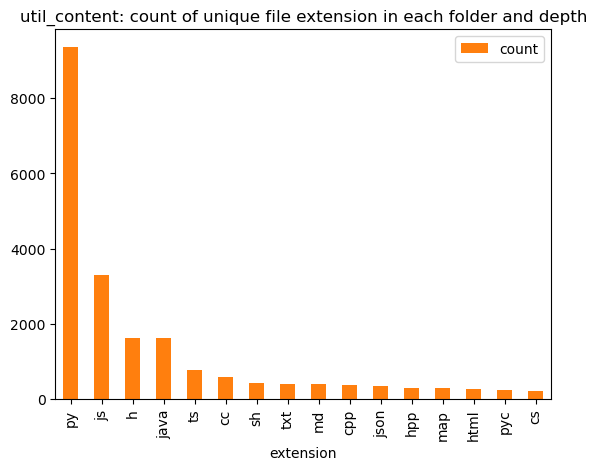 util_content: count of unique file extension in each folder and depth
count
8000
6000
4000
2000
0
py
js
h
java
ts
cc
sh
txt
md
cpp
json
hpp
map
html
pyc
cs
extension